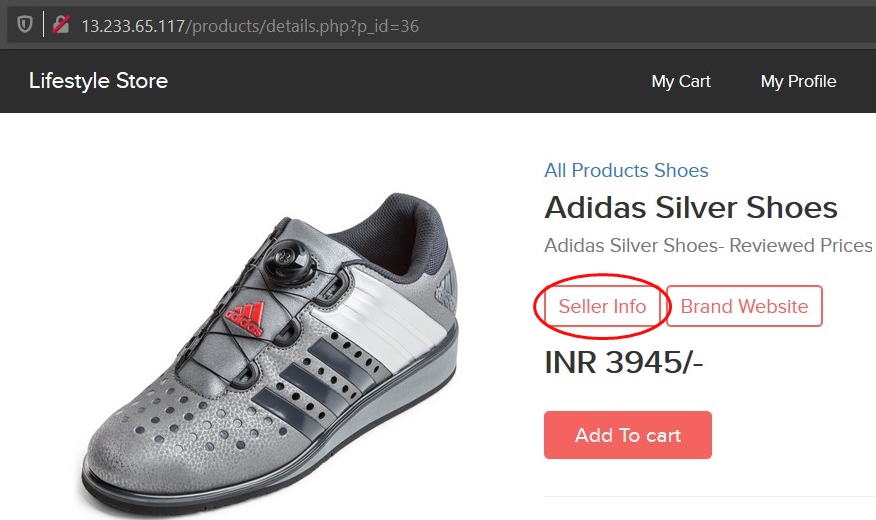 13.233.65.117/products/details.php?p_id=36
Lifestyle Store
My Cart
My Profile
All Products Shoes
Adidas Silver Shoes
Adidas Silver Shoes- Reviewed Prices
Seller Info
Brand Website
INR 3945/-
Add To cart
adidas